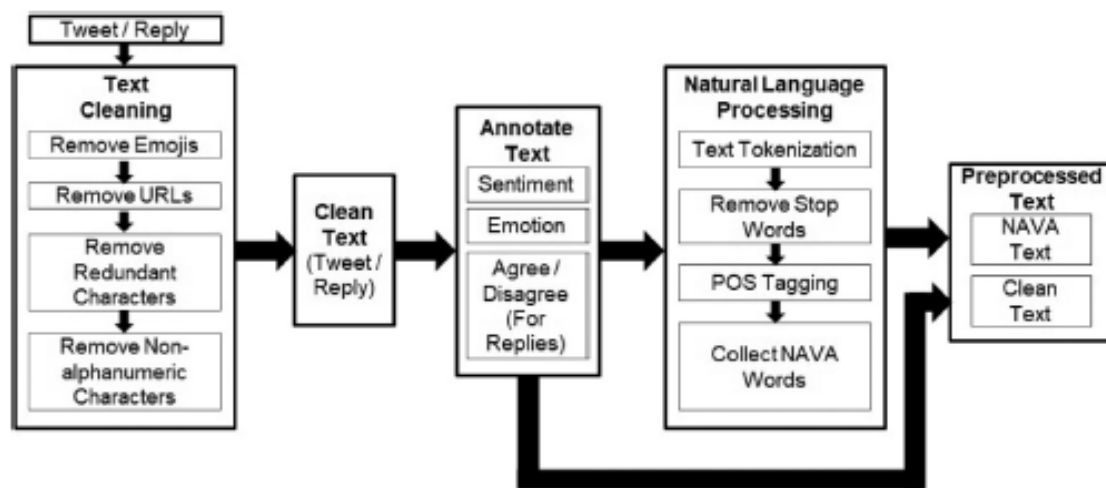 Tweet / Reply
Text
Cleaning
Remove Emojis
Remove URLs
Remove
Redundant
Characters
Remove Non-
alphanumeric
Characters
Clean
Text
(Tweet /
Reply)
Annotate
Text
Sentiment
Emotion
Agree /
Disagree
(For
Replies)
Natural Language
Processing
Text Tokenization
Remove Stop
Words
POS Tagging
Collect NAVA
Words
Preprocessed
Text
NAVA
Text
Clean
Text